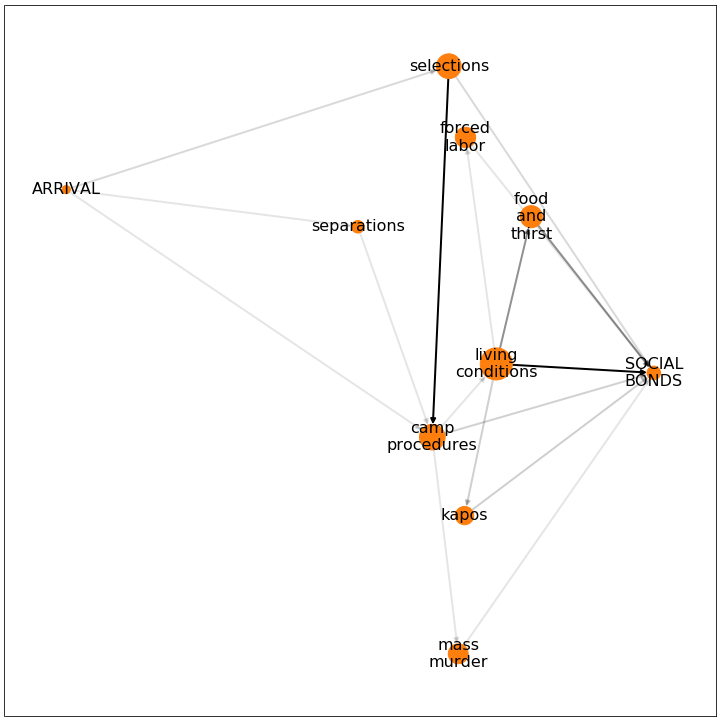 selections
forced
labor
ARRIVAL
food
and
thirst
separations
living
conditions
SOCIAL
BONDS
camp
procedures
kapos
mass
murder